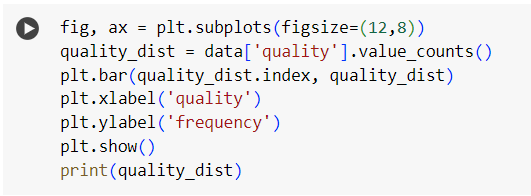 fig, ax = plt.subplots(figsize=(12,8))
quality_dist = data['quality'].value_counts()
plt.bar(quality_dist.index, quality_dist)
plt.xlabel('quality')
plt.ylabel('frequency')
plt.show()
print(quality_dist)